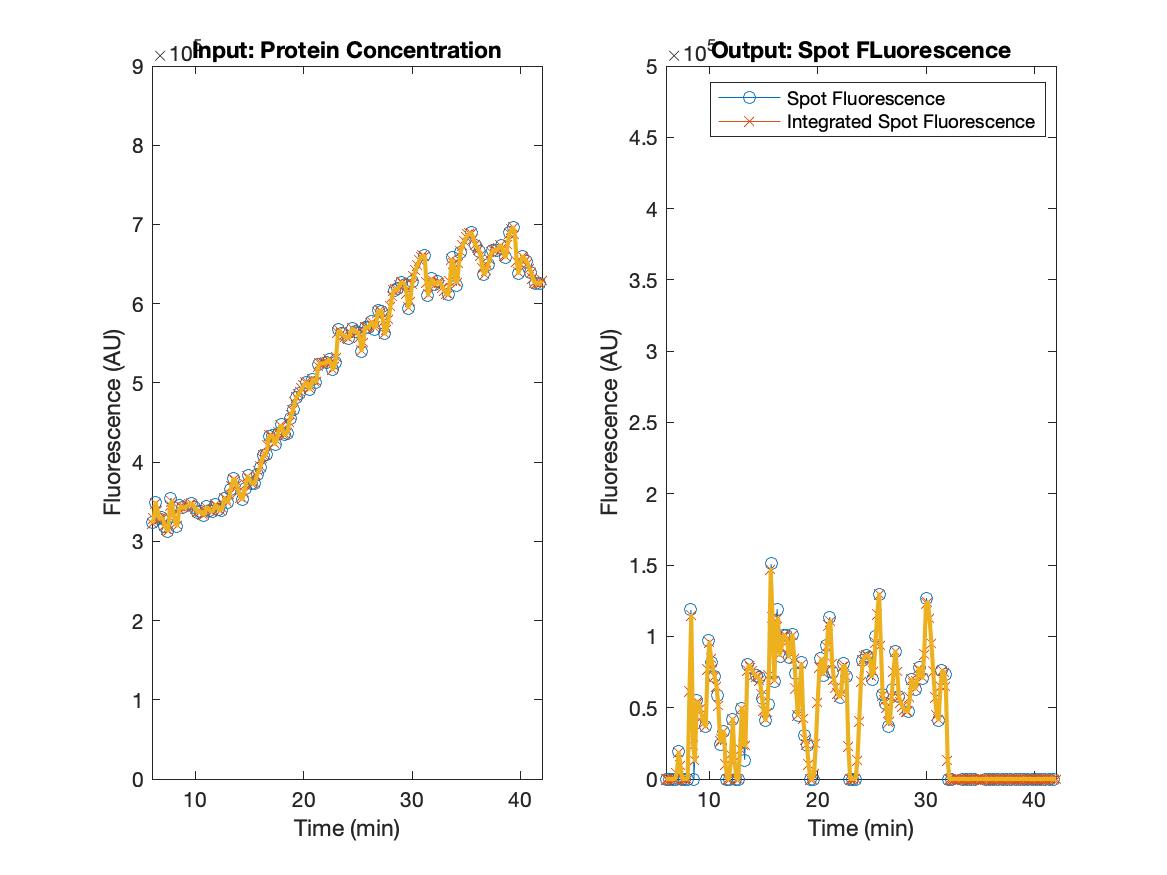 ×10⁵
Input: Protein Concentration
9
8
7
6
5
4
3
2
1
0
Fluorescence (AU)
10 20 30 40
Time (min)
×10⁵
Output: Spot FLuorescence
Spot Fluorescence
Integrated Spot Fluorescence
5
4.5
4
3.5
3
2.5
2
1.5
1
0.5
0
Fluorescence (AU)
10 20 30 40
Time (min)